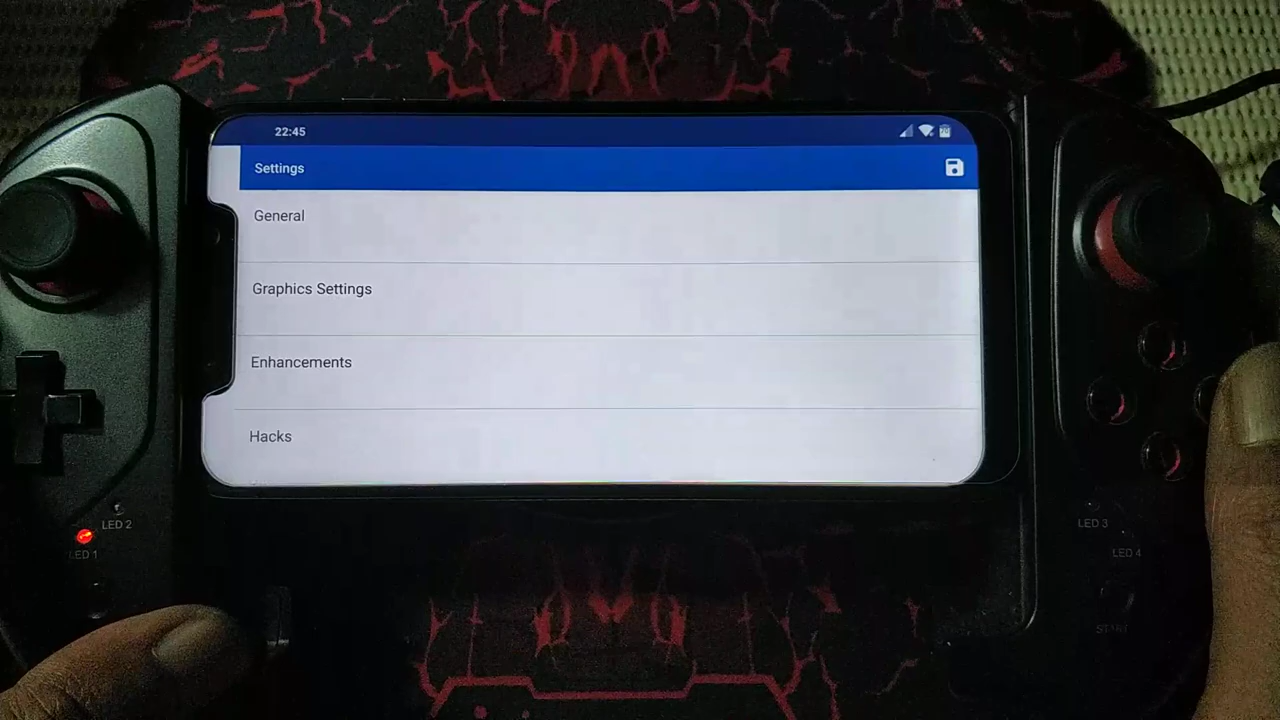 22:45
Settings
General
Graphics Settings
Enhancements
Hacks
LED 2
LED 1
LED 3
LED 4
START